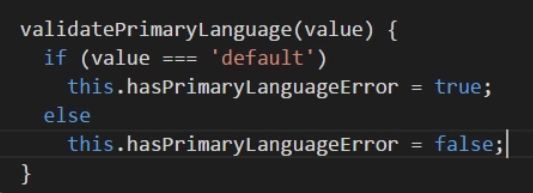 validatePrimaryLanguage(value) {
  if (value === 'default')
    this.hasPrimaryLanguageError = true;
  else
    this.hasPrimaryLanguageError = false;
}